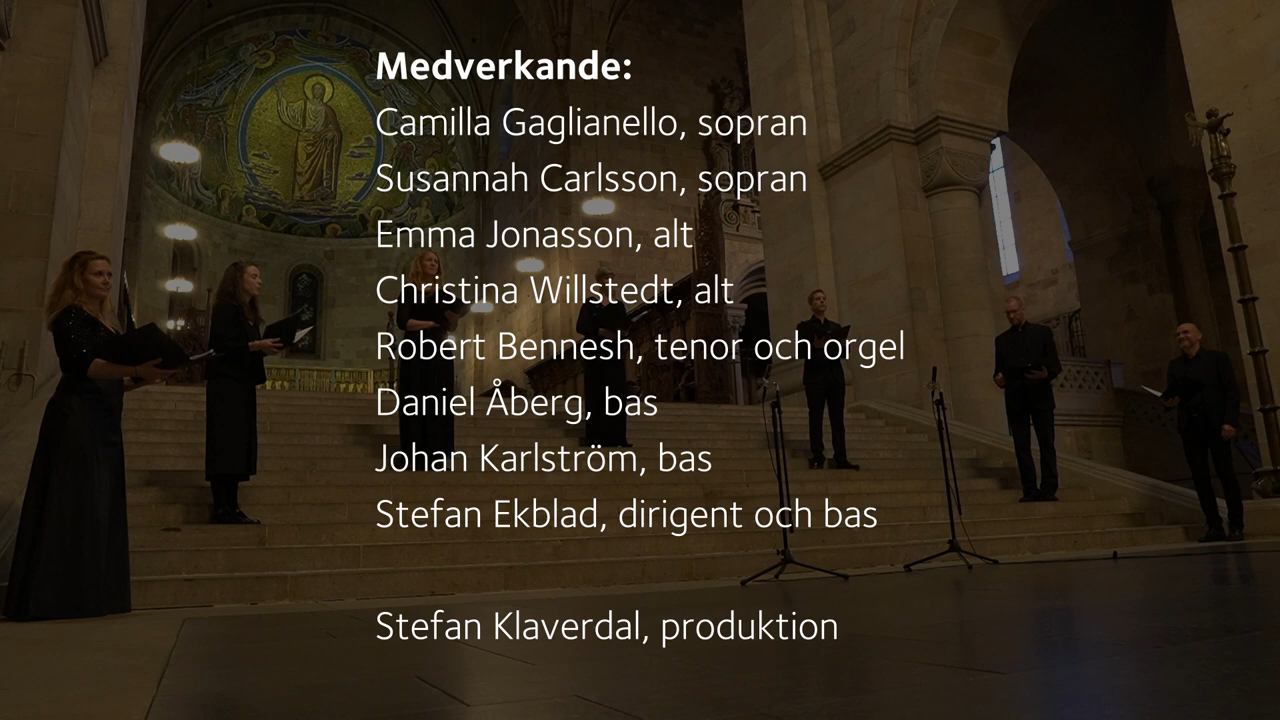 Medverkande:
Camilla Gaglianello, sopran
Susannah Carlsson, sopran
Emma Jonasson, alt
Christina Willstedt, alt
Robert Bennesh, tenor och orgel
Daniel Åberg, bas
Johan Karlström, bas
Stefan Ekblad, dirigent och bas
Stefan Klaverdal, produktion